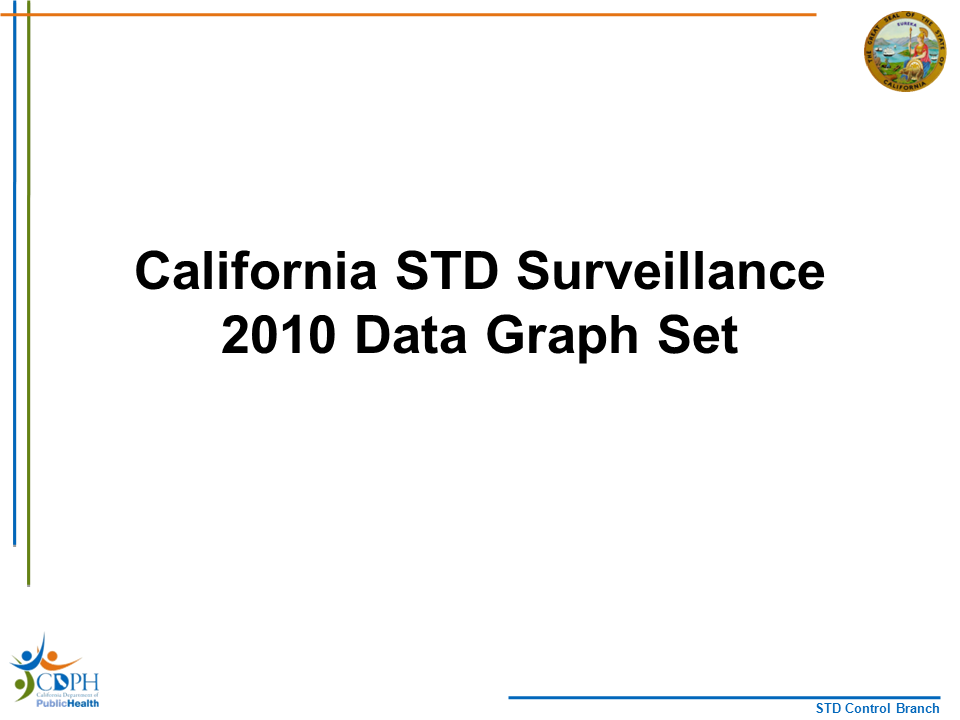 THE GREAT SEAL OF THE STATE OF CALIFORNIA
EUREKA
California STD Surveillance
2010 Data Graph Set
CDPH
California Department of
PublicHealth
STD Control Branch